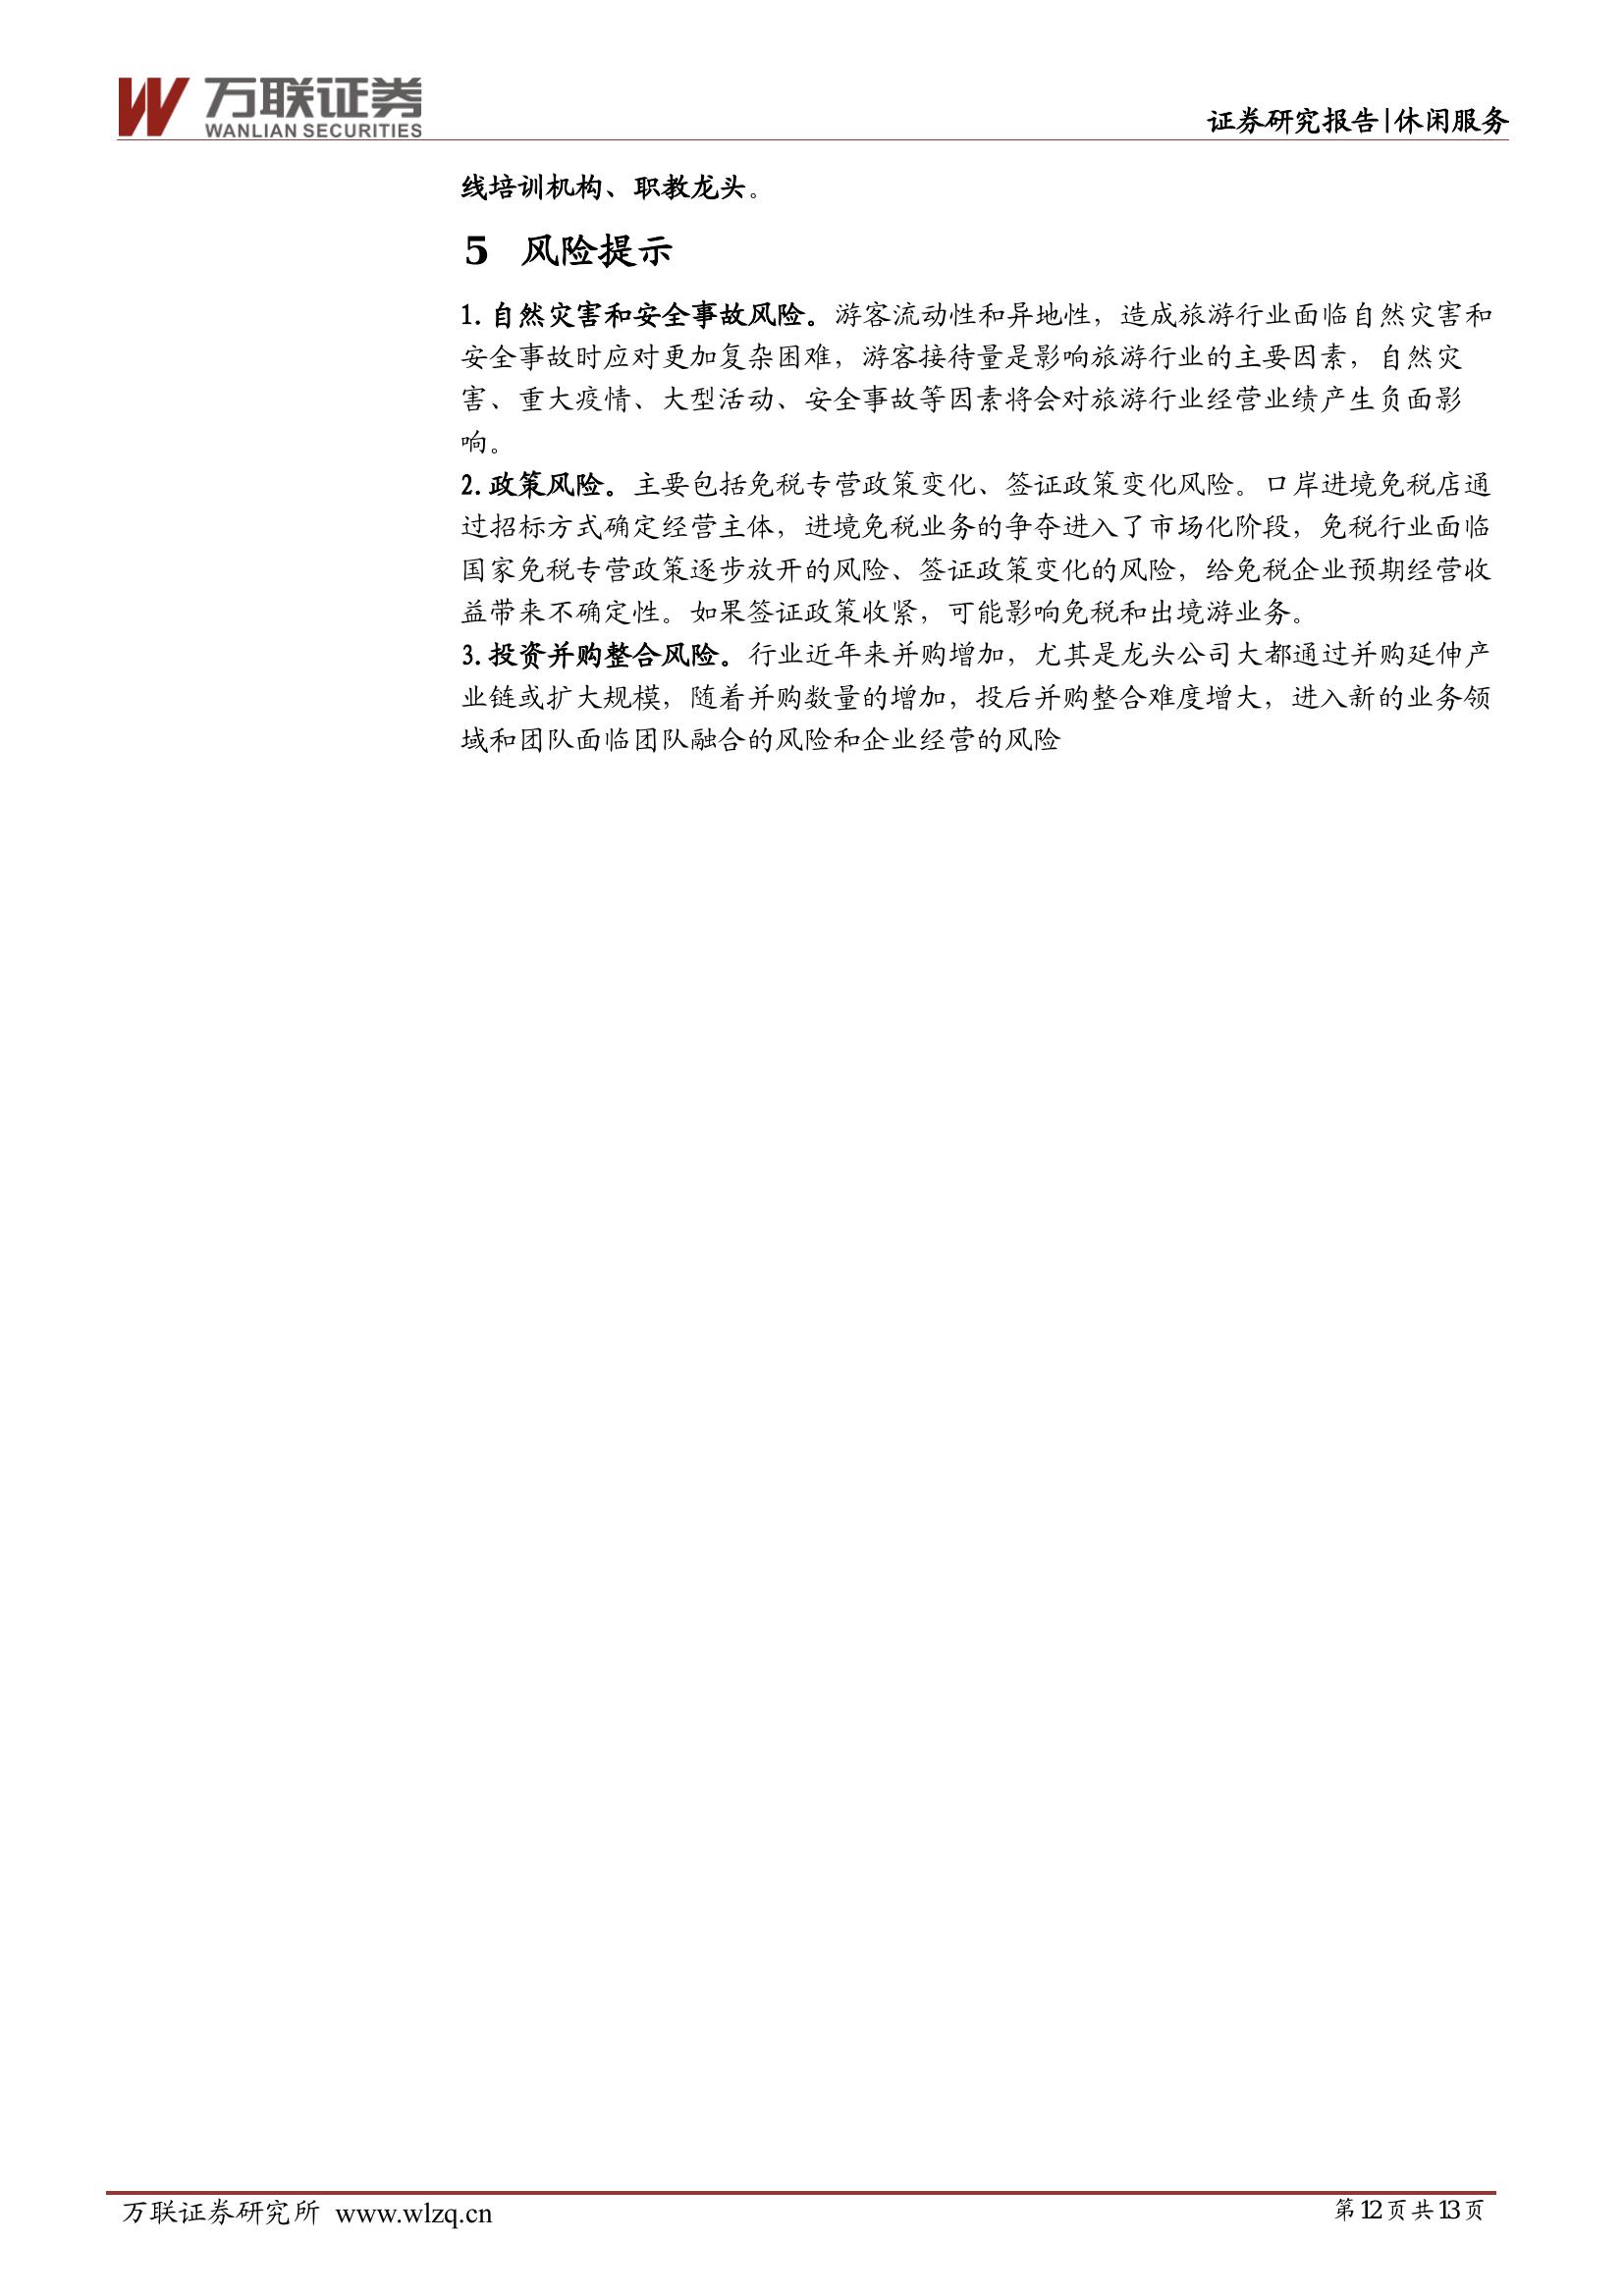 万联证券
WANLIAN SECURITIES
证券研究报告|休闲服务
线培训机构、职教龙头。
5 风险提示
1. 自然灾害和安全事故风险。游客流动性和异地性，造成旅游行业面临自然灾害和
安全事故时应对更加复杂困难，游客接待量是影响旅游行业的主要因素，自然灾
害、重大疫情、大型活动、安全事故等因素将会对旅游行业经营业绩产生负面影
响。
2. 政策风险。主要包括免税专营政策变化、签证政策变化风险。口岸进境免税店通
过招标方式确定经营主体，进境免税业务的争夺进入了市场化阶段，免税行业面临
国家免税专营政策逐步放开的风险、签证政策变化的风险，给免税企业预期经营收
益带来不确定性。如果签证政策收紧，可能影响免税和出境游业务。
3. 投资并购整合风险。行业近年来并购增加，尤其是龙头公司大都通过并购延伸产
业链或扩大规模，随着并购数量的增加，投后并购整合难度增大，进入新的业务领
域和团队面临团队融合的风险和企业经营的风险
万联证券研究所 www.wlzq.cn
第12页共13页